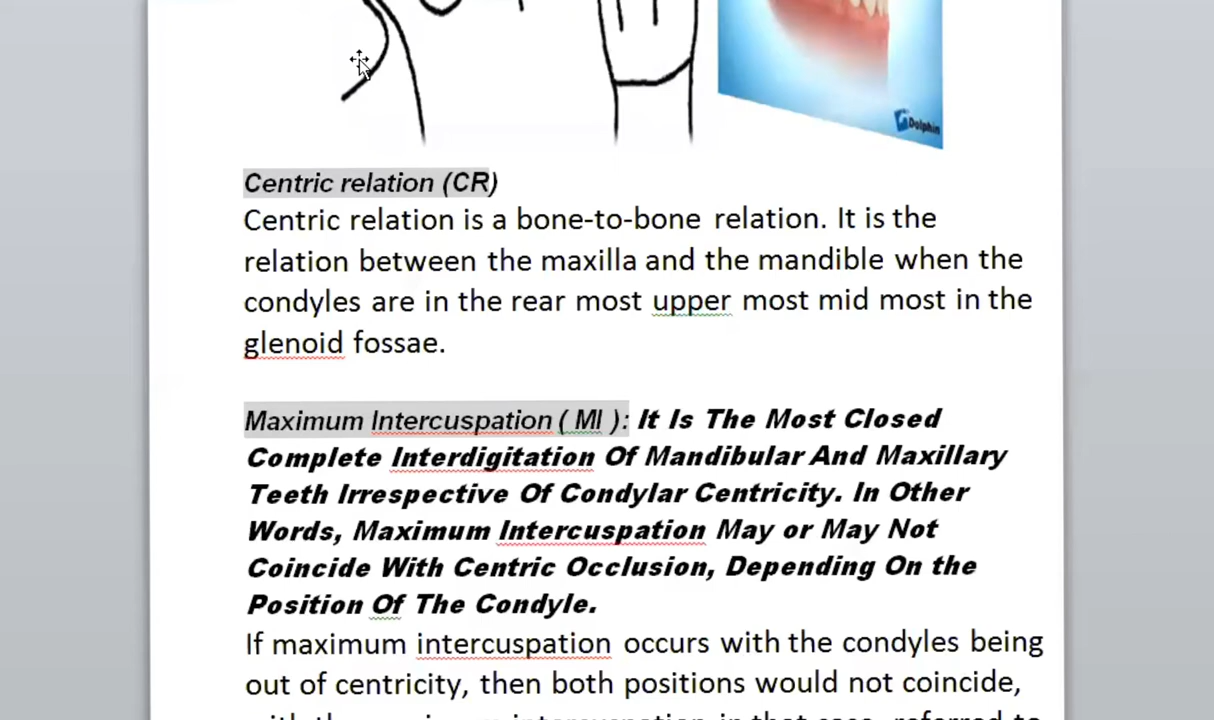 Dolphin
Centric relation (CR)
Centric relation is a bone-to-bone relation. It is the
relation between the maxilla and the mandible when the
condyles are in the rear most upper most mid most in the
glenoid fossae.
Maximum Intercuspation ( MI ): It Is The Most Closed
Complete Interdigitation Of Mandibular And Maxillary
Teeth Irrespective Of Condylar Centricity. In Other
Words, Maximum Intercuspation May or May Not
Coincide With Centric Occlusion, Depending On the
Position Of The Condyle.
If maximum intercuspation occurs with the condyles being
out of centricity, then both positions would not coincide,